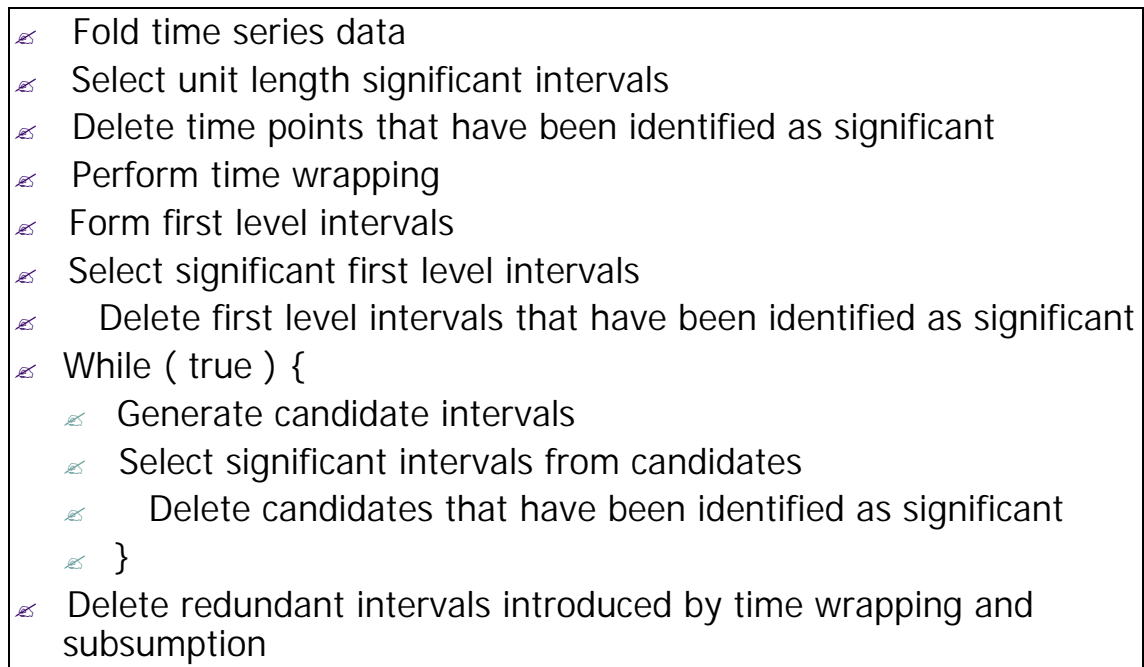 Fold time series data
Select unit length significant intervals
Delete time points that have been identified as significant
Perform time wrapping
Form first level intervals
Select significant first level intervals
Delete first level intervals that have been identified as significant
While ( true ) {
Generate candidate intervals
Select significant intervals from candidates
Delete candidates that have been identified as significant
}
Delete redundant intervals introduced by time wrapping and
subsumption